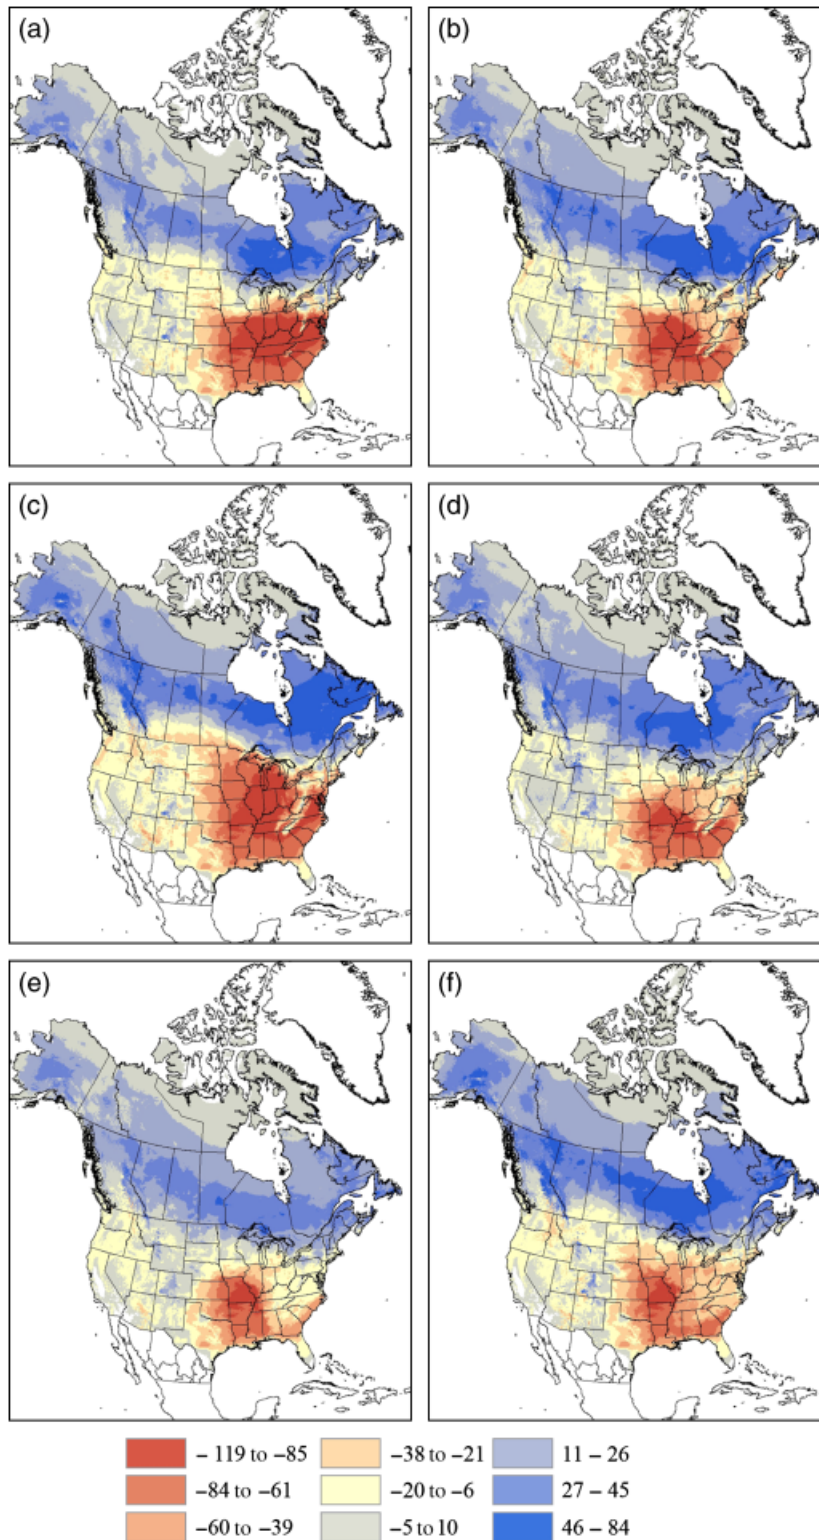 (a)
(b)
(c)
(d)
(e)
(f)
− 119 to −85 −38 to −21 11 − 26
−84 to −61 −20 to −6 27 − 45
−60 to −39 −5 to 10 46 − 84